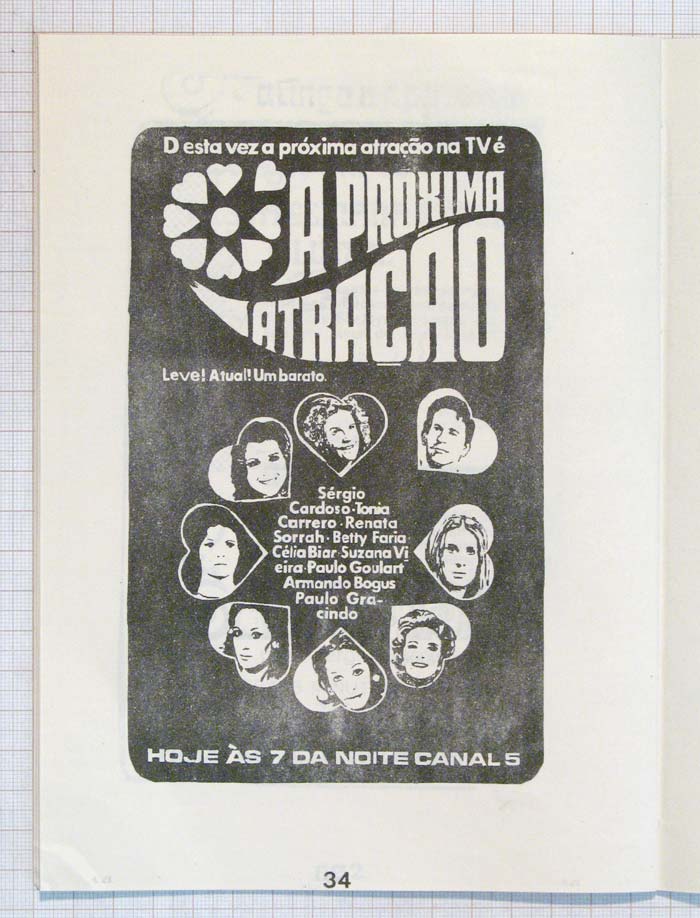 Desta vez a próxima atração na TV é
A PRÓXIMA
ATRAÇÃO
Leve! Atual! Um barato.
Sérgio
Cardoso·Tonia
Carrero·Renata
Sorrah·Betty Faria
Célia Biar·Suzana Vi
eira·Paulo Goulart
Armando Bogus
Paulo Gra-
cindo
HOJE ÀS 7 DA NOITE CANAL 5
34